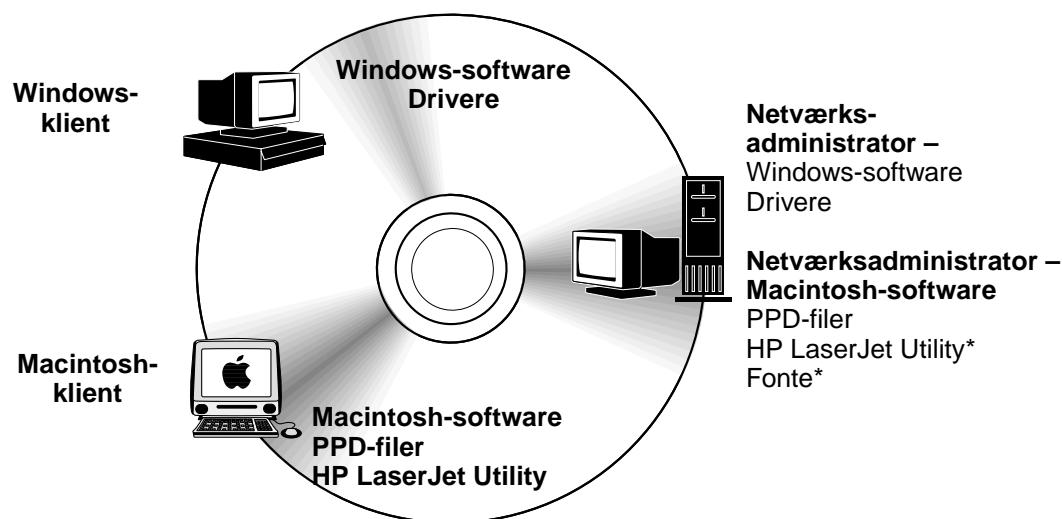 Windows-
klient
Windows-software
Drivere
Netværks-
administrator –
Windows-software
Drivere
Netværksadministrator –
Macintosh-software
PPD-filer
HP LaserJet Utility*
Fonte*
Macintosh-
klient
Macintosh-software
PPD-filer
HP LaserJet Utility